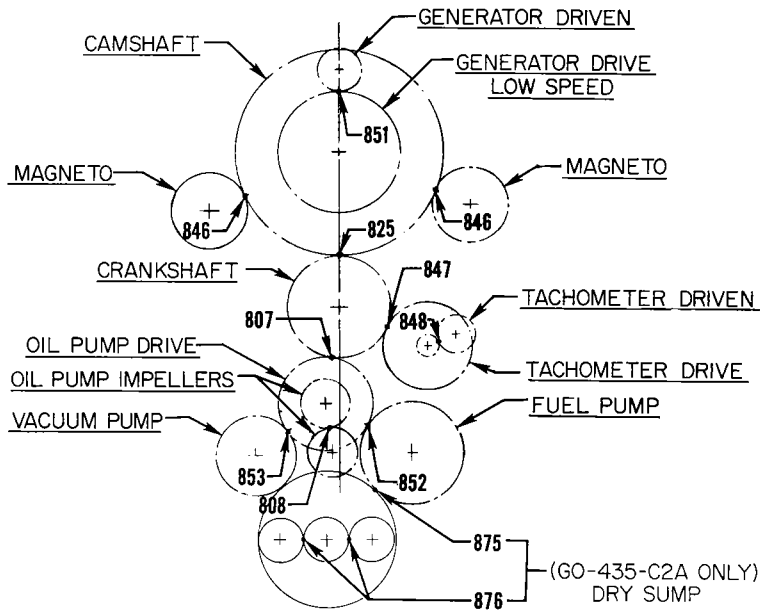 GENERATOR DRIVEN
CAMSHAFT
GENERATOR DRIVE
LOW SPEED
851
MAGNETO
MAGNETO
846
825
846
CRANKSHAFT
847
TACHOMETER DRIVEN
807
848
OIL PUMP DRIVE
TACHOMETER DRIVE
OIL PUMP IMPELLERS
FUEL PUMP
VACUUM PUMP
853
852
808
875
(GO-435-C2A ONLY)
DRY SUMP
876